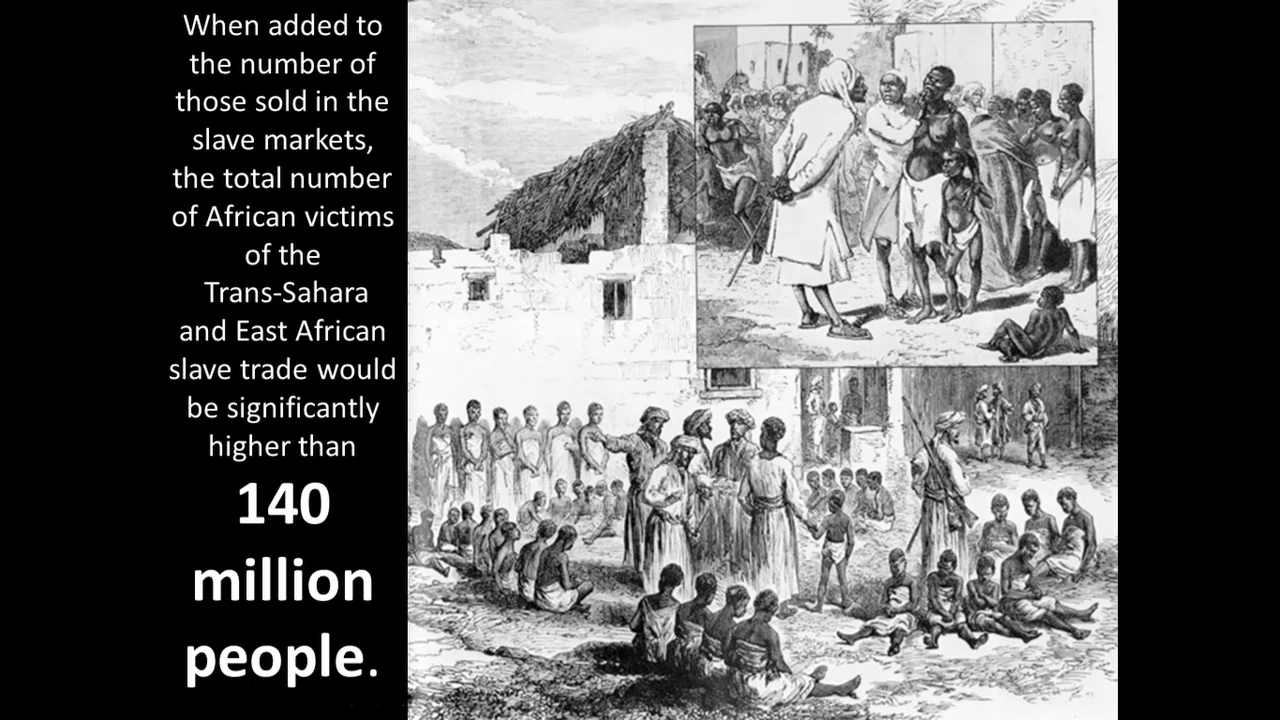 When added to
the number of
those sold in the
slave markets,
the total number
of African victims
of the
Trans-Sahara
and East African
slave trade would
be significantly
higher than
140
million
people.